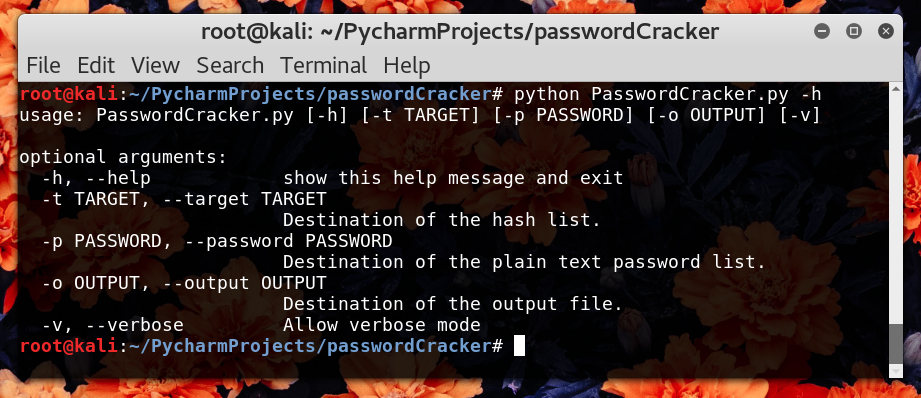 root@kali: ~/PycharmProjects/passwordCracker
File Edit View Search Terminal Help
root@kali:~/PycharmProjects/passwordCracker# python PasswordCracker.py -h
usage: PasswordCracker.py [-h] [-t TARGET] [-p PASSWORD] [-o OUTPUT] [-v]
optional arguments:
-h, --help show this help message and exit
-t TARGET, --target TARGET
Destination of the hash list.
-p PASSWORD, --password PASSWORD
Destination of the plain text password list.
-o OUTPUT, --output OUTPUT
Destination of the output file.
-v, --verbose Allow verbose mode
root@kali:~/PycharmProjects/passwordCracker#